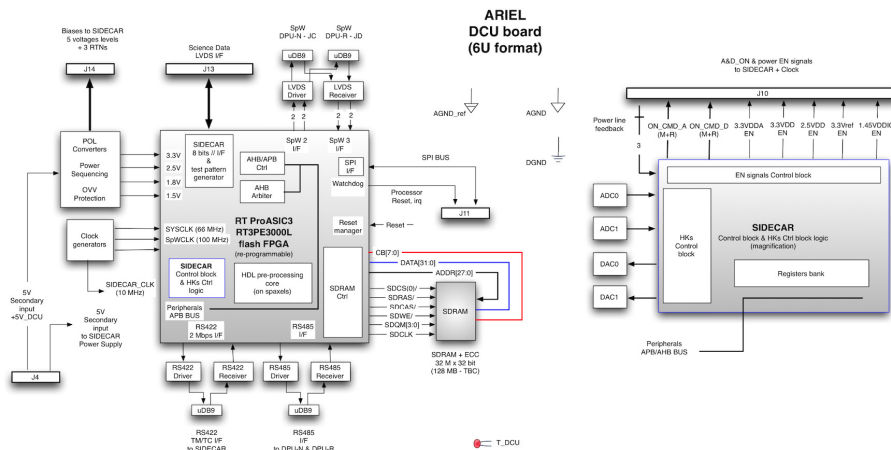 ARIEL
DCU board
(6U format)
Biases to SIDECAR
5 voltages levels
+ 3 RTNs
J14
Science Data
LVDS I/F
J13
SpW
DPU-N - JC
SpW
DPU-R - JD
uDB9
uDB9
LVDS
Driver
LVDS
Receiver
2
2
2
2
SpW 2
I/F
SpW 3
I/F
AGND_ref
AGND
DGND
POL
Converters
Power
Sequencing
OVV
Protection
3.3V
2.5V
1.8V
1.5V
SIDECAR
8 bits // I/F
&
test pattern
generator
AHB/APB
Ctrl
AHB
Arbiter
SPI
I/F
Watchdog
SPI BUS
Processor
Reset, irq
J11
Reset
manager
Reset
RT ProASIC3
RT3PE3000L
flash FPGA
(re-programmable)
Clock
generators
SYSCLK (66 MHz)
SpWCLK (100 MHz)
SIDECAR_CLK
(10 MHz)
SIDECAR
Control block
& HKs Ctrl
logic
HDL pre-processing
core
(on spaxels)
SDRAM
Ctrl
CB[7:0]
DATA[31:0]
ADDR[27:0]
SDCS(0)/
SDRAS/
SDCAS/
SDWE/
SDQM[3:0]
SDCLK
SDRAM
SDRAM + ECC
32 M x 32 bit
(128 MB - TBC)
Peripherals
APB BUS
RS422
2 Mbps I/F
RS485
I/F
5V
Secondary
input
+5V_DCU
5V
Secondary
input
to SIDECAR
Power Supply
J4
RS422
Driver
RS422
Receiver
RS485
Driver
RS485
Receiver
uDB9
uDB9
RS422
TM/TC I/F
to SIDECAR
RS485
I/F
to DPU-N & DPU-R
T_DCU
A&D_ON & power EN signals
to SIDECAR + Clock
J10
Power line
feedback
3
ON_CMD_A
(M+R)
ON_CMD_D
(M+R)
3.3VDDA
EN
3.3VDD
EN
2.5VDD
EN
3.3Vref
EN
1.45VDDIO
EN
EN signals Control block
ADC0
ADC1
DAC0
DAC1
HKs
Control
block
SIDECAR
Control block & HKs Ctrl block logic
(magnification)
Registers bank
Peripherals
APB/AHB BUS